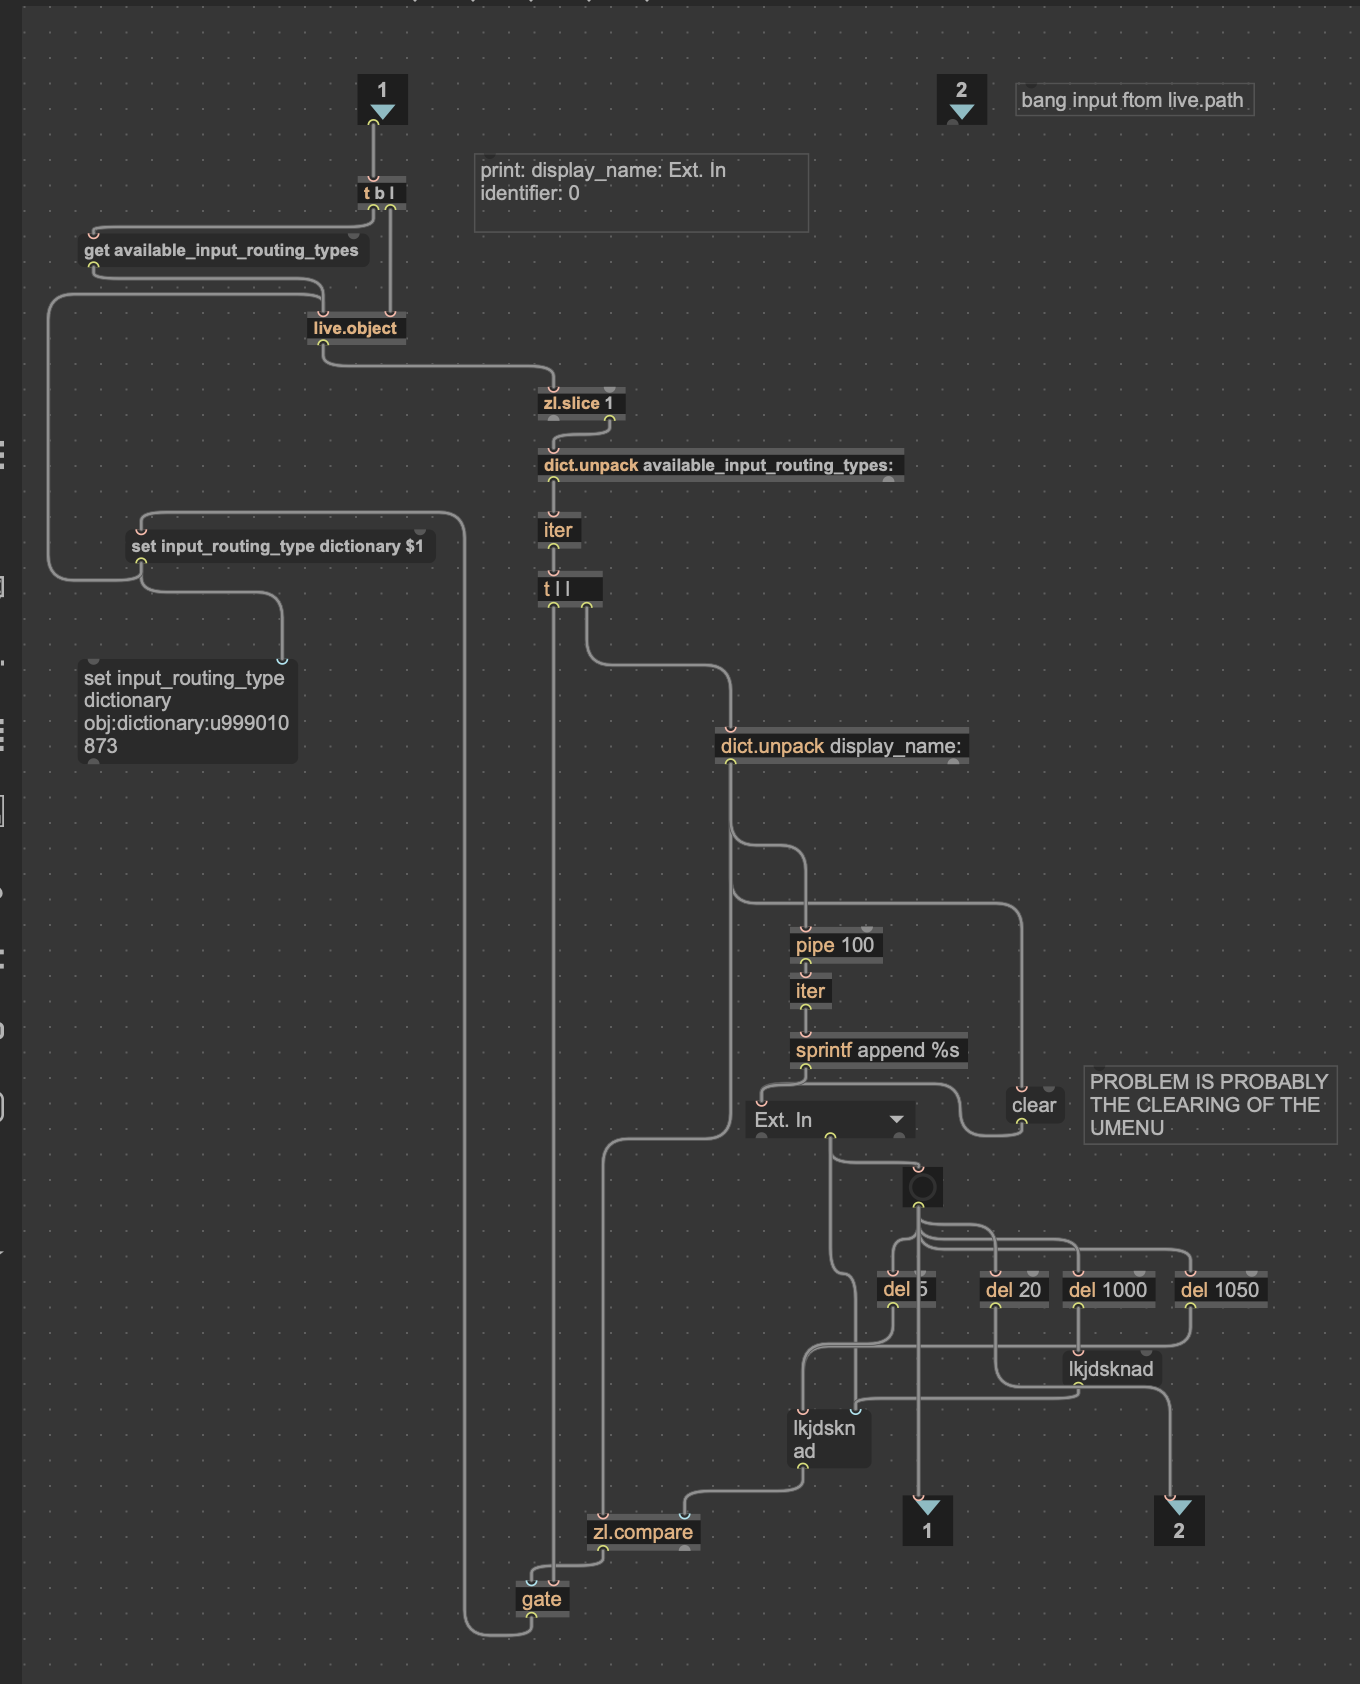 1
2
bang input ftom live.path
print: display_name: Ext. In
identifier: 0
t b l
get available_input_routing_types
live.object
zl.slice 1
dict.unpack available_input_routing_types:
iter
set input_routing_type dictionary $1
t l l
set input_routing_type
dictionary
obj:dictionary:u999010
873
dict.unpack display_name:
pipe 100
iter
sprintf append %s
Ext. In
clear
PROBLEM IS PROBABLY
THE CLEARING OF THE
UMENU
del 5
del 20
del 1000
del 1050
lkjdsknad
lkjdskn
ad
zl.compare
1
2
gate